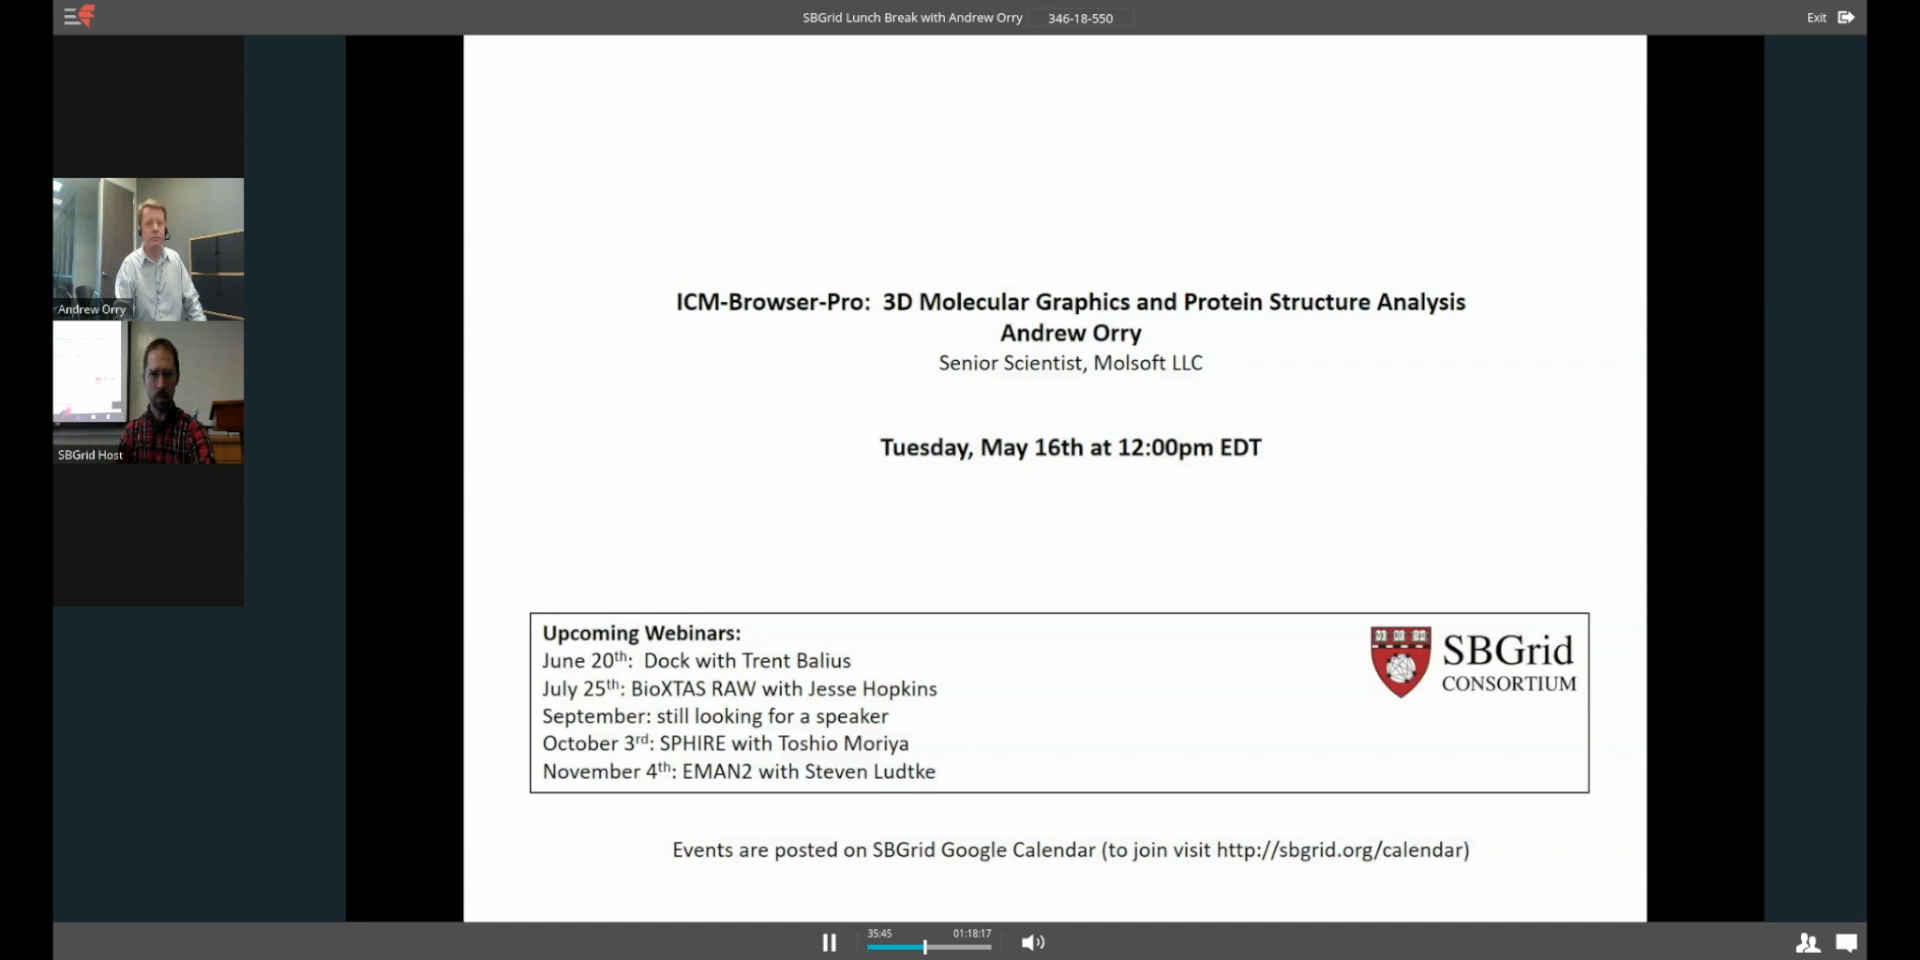 SBGrid Lunch Break with Andrew Orry 346-18-550
Exit
Andrew Orry
SBGrid Host
ICM-Browser-Pro: 3D Molecular Graphics and Protein Structure Analysis
Andrew Orry
Senior Scientist, Molsoft LLC
Tuesday, May 16th at 12:00pm EDT
Upcoming Webinars:
June 20th: Dock with Trent Balius
July 25th: BioXTAS RAW with Jesse Hopkins
September: still looking for a speaker
October 3rd: SPHIRE with Toshio Moriya
November 4th: EMAN2 with Steven Ludtke
SBGrid
CONSORTIUM
Events are posted on SBGrid Google Calendar (to join visit http://sbgrid.org/calendar)
35:45 01:18:17